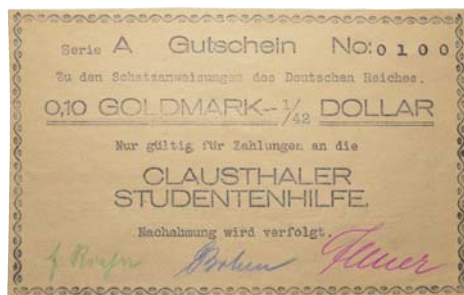 Serie A Gutschein No: 0100
Zu den Schatzanweisungen des Deutschen Reiches.
0,10 GOLDMARK-- 1/42 DOLLAR
Nur gültig für Zahlungen an die
CLAUSTHALER
STUDENTENHILFE.
Nachahmung wird verfolgt.